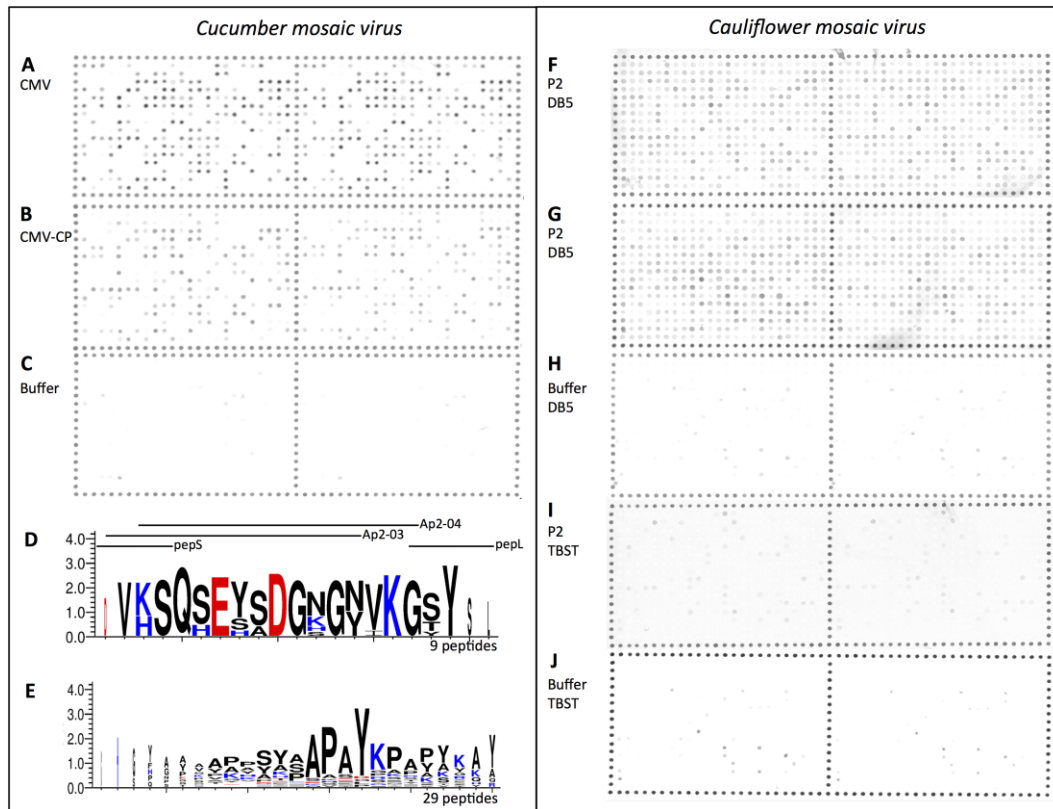 Cucumber mosaic virus
A
CMV
B
CMV-CP
C
Buffer
D
Ap2-04
Ap2-03
pepS
pepL
4.0
3.0
2.0
1.0
0.0
9 peptides
E
4.0
3.0
2.0
1.0
0.0
29 peptides
Cauliflower mosaic virus
F
P2
DB5
G
P2
DB5
H
Buffer
DB5
I
P2
TBST
J
Buffer
TBST